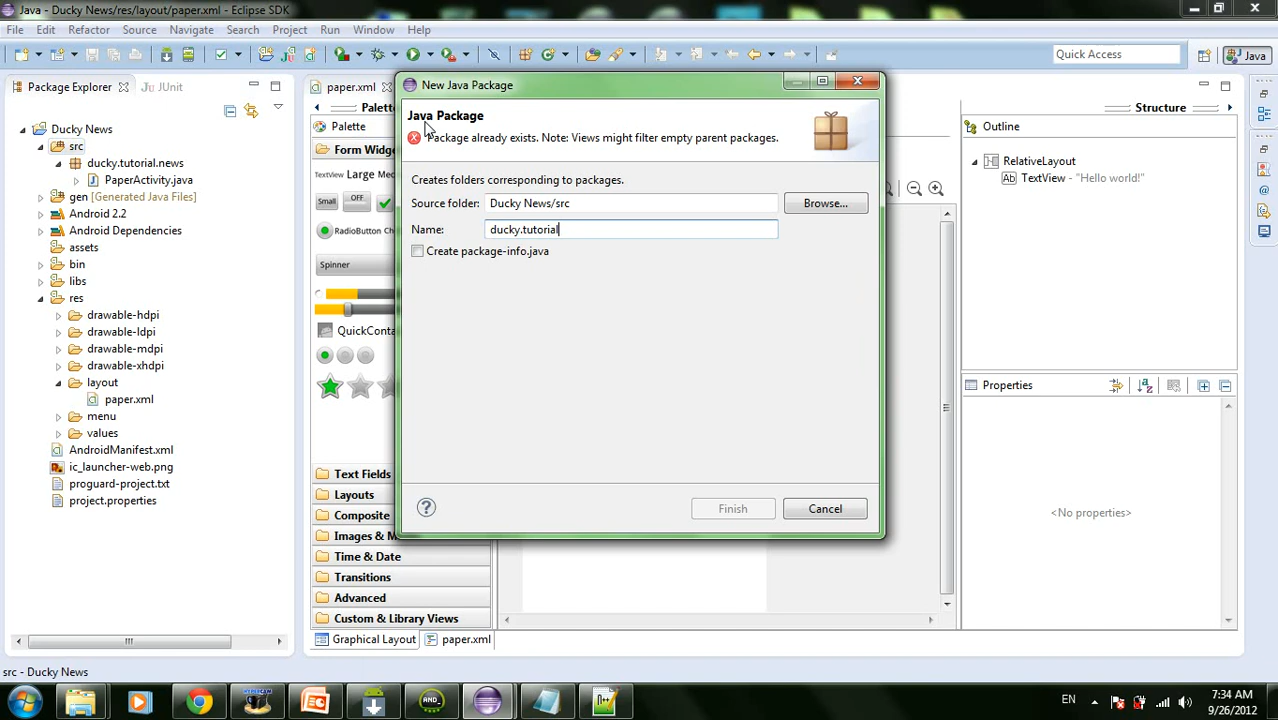 Java - Ducky News/res/layout/paper.xml - Eclipse SDK
File Edit Refactor Source Navigate Search Project Run Window Help
Quick Access
Java
Package Explorer
JUnit
paper.xml
New Java Package
Java Package
Package already exists. Note: Views might filter empty parent packages.
Creates folders corresponding to packages.
Source folder: Ducky News/src
Browse...
Name: ducky.tutorial
Create package-info.java
Finish
Cancel
Ducky News
src
ducky.tutorial.news
PaperActivity.java
gen [Generated Java Files]
Android 2.2
Android Dependencies
assets
bin
libs
res
drawable-hdpi
drawable-ldpi
drawable-mdpi
drawable-xhdpi
layout
paper.xml
menu
values
AndroidManifest.xml
ic_launcher-web.png
proguard-project.txt
project.properties
Palette
Form Widg
TextView Large Med
Small OFF
RadioButton Ch
Spinner
QuickConta
Text Fields
Layouts
Composite
Images & M
Time & Date
Transitions
Advanced
Custom & Library Views
Graphical Layout
paper.xml
Structure
Outline
RelativeLayout
Ab TextView - "Hello world!"
Properties
<No properties>
src - Ducky News
EN
7:34 AM
9/26/2012